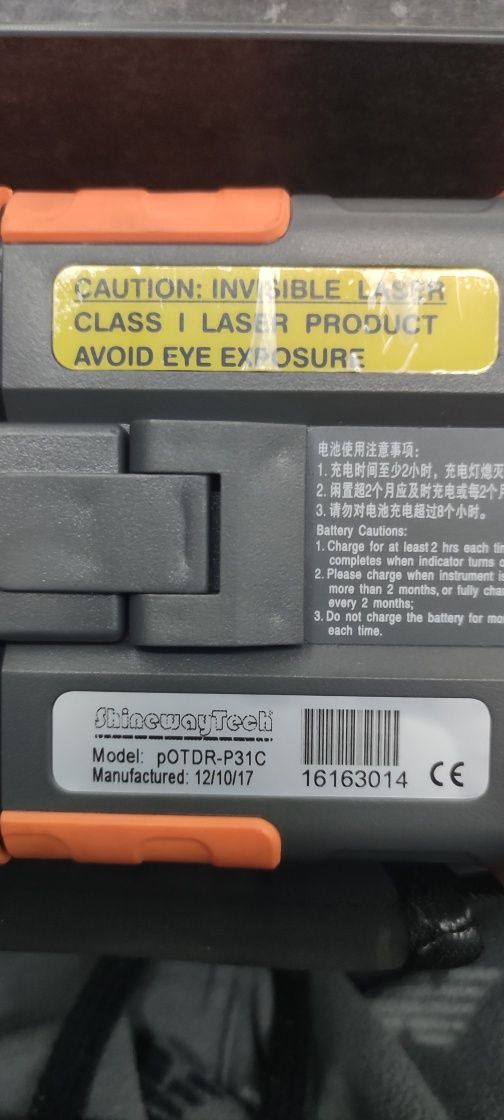 CAUTION: INVISIBLE LASER
CLASS I LASER PRODUCT
AVOID EYE EXPOSURE
电池使用注意事项:
1. 充电时间至少2小时, 充电灯熄灭
2. 闲置超2个月应及时充电或每2个月
3. 请勿对电池充电超过8个小时。
Battery Cautions:
1. Charge for at least 2 hrs each
completes when indicator turns
2. Please charge when instrument is
more than 2 months, or fully
every 2 months;
3. Do not charge the battery for
each time.
ShinewayTech
Model: pOTDR-P31C
Manufactured: 12/10/17
16163014 CE